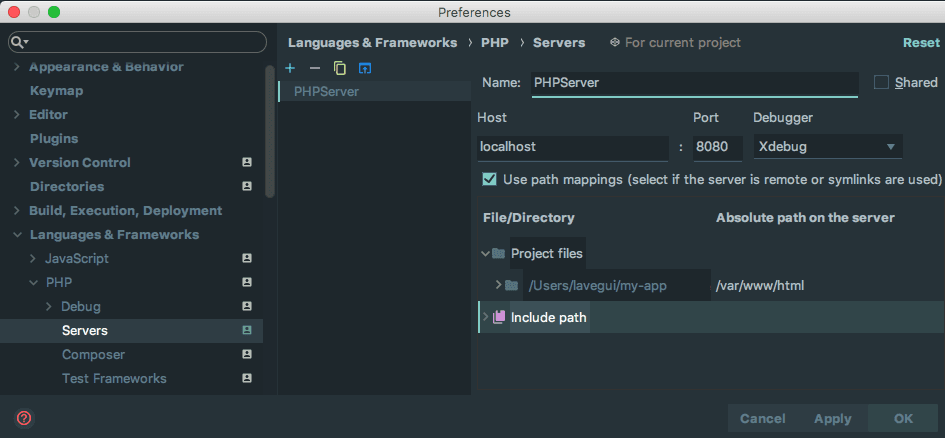 Preferences
Languages & Frameworks › PHP › Servers For current project Reset
Appearance & Behavior
Keymap
Editor
Plugins
Version Control
Directories
Build, Execution, Deployment
Languages & Frameworks
JavaScript
PHP
Debug
Servers
Composer
Test Frameworks
PHPServer
Name: PHPServer Shared
Host Port Debugger
localhost : 8080 Xdebug
Use path mappings (select if the server is remote or symlinks are used)
File/Directory Absolute path on the server
Project files
/Users/lavegui/my-app /var/www/html
Include path
? Cancel Apply OK